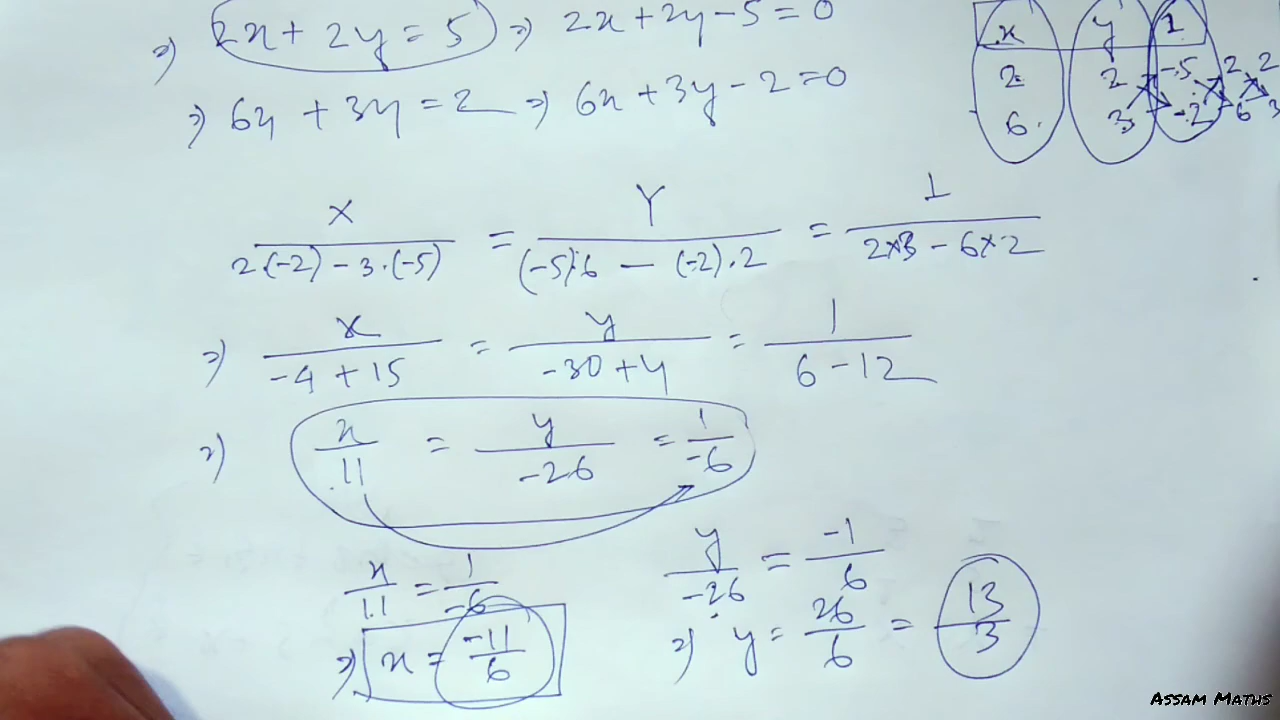 ⇒ 2x + 2y = 5 ⇒ 2x + 2y - 5 = 0
⇒ 6x + 3y = 2 ⇒ 6x + 3y - 2 = 0
x y 1
2 2 -5 2 2
6 3 -2 6 3
X/(2·(-2) - 3·(-5)) = Y/((-5)·6 - (-2)·2) = 1/(2×3 - 6×2)
⇒ x/(-4 + 15) = y/(-30 + 4) = 1/(6 - 12)
⇒ x/11 = y/-26 = 1/-6
x/11 = 1/-6
⇒ x = -11/6
y/-26 = -1/6
⇒ y = 26/6 = 13/3
ASSAM MATHS